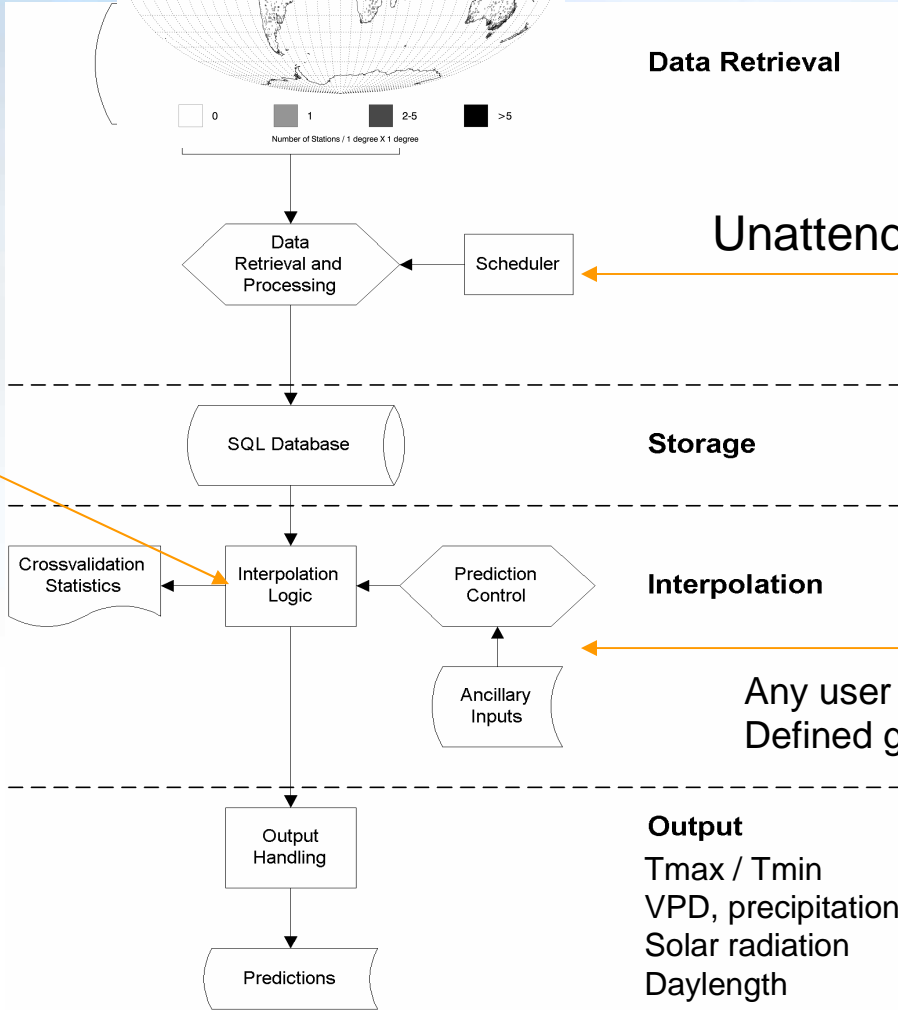 Data Retrieval
0 1 2-5 >5
Number of Stations / 1 degree X 1 degree
Data
Retrieval and
Processing
Scheduler
SQL Database
Storage
Crossvalidation
Statistics
Interpolation
Logic
Prediction
Control
Interpolation
Ancillary
Inputs
Any user
Defined
Output
Handling
Output
Tmax / Tmin
VPD, precipitation
Solar radiation
Daylength
Predictions